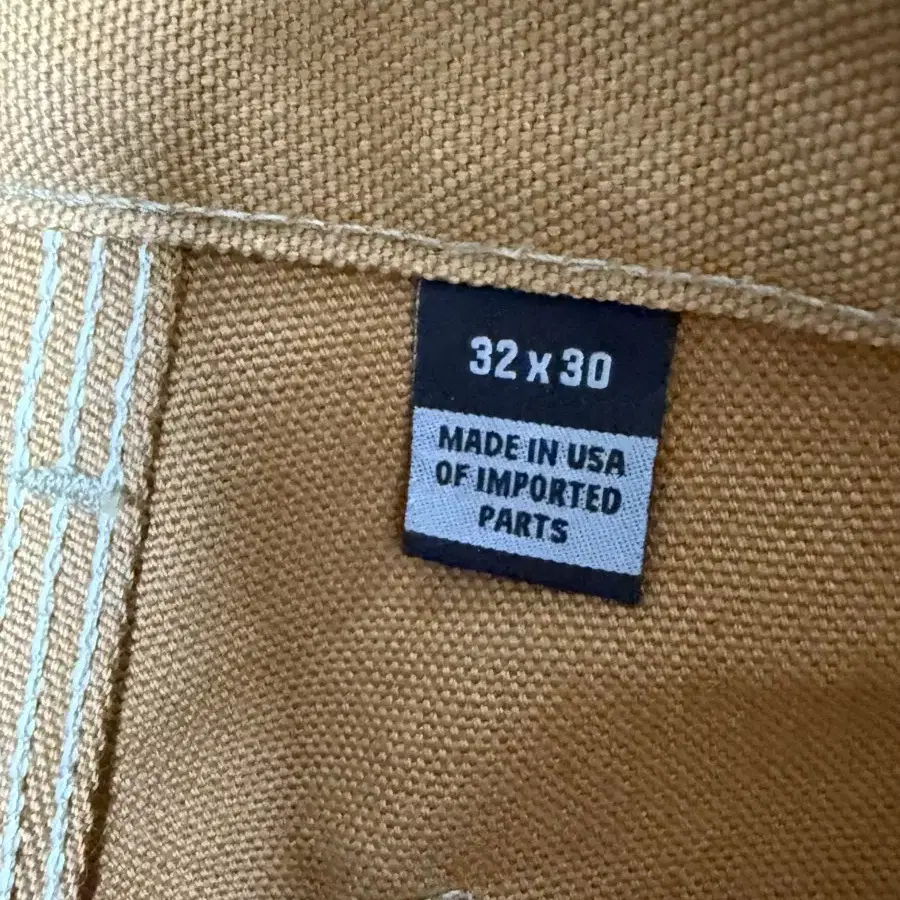 32 x 30
MADE IN USA
OF IMPORTED
PARTS